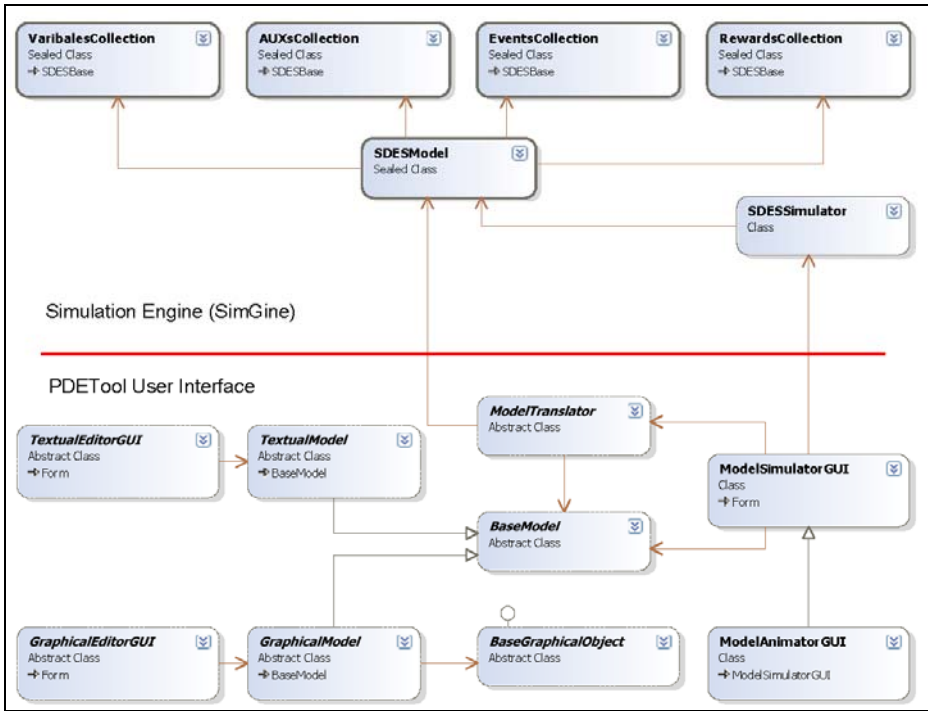 VaribalesCollection
Sealed Class
SDESBase
AUXsCollection
Sealed Class
SDESBase
EventsCollection
Sealed Class
SDESBase
RewardsCollection
Sealed Class
SDESBase
SDESModel
Sealed Class
SDESSimulator
Class
Simulation Engine (SimGine)
PDETool User Interface
ModelTranslator
Abstract Class
TextualEditorGUI
Abstract Class
Form
TextualModel
Abstract Class
BaseModel
ModelSimulatorGUI
Class
Form
BaseModel
Abstract Class
GraphicalEditorGUI
Abstract Class
Form
GraphicalModel
Abstract Class
BaseModel
BaseGraphicalObject
Abstract Class
ModelAnimatorGUI
Class
ModelSimulatorGUI